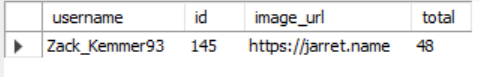 username id image_url total
Zack_Kemmer93 145 https://jarret.name 48